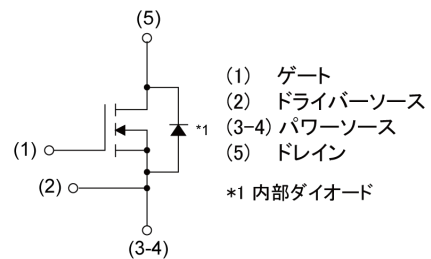 (5)
(1) ゲート
(2) ドライバーソース
(3-4) パワーソース
(5) ドレイン
*1
(1)
(2)
*1 内部ダイオード
(3-4)